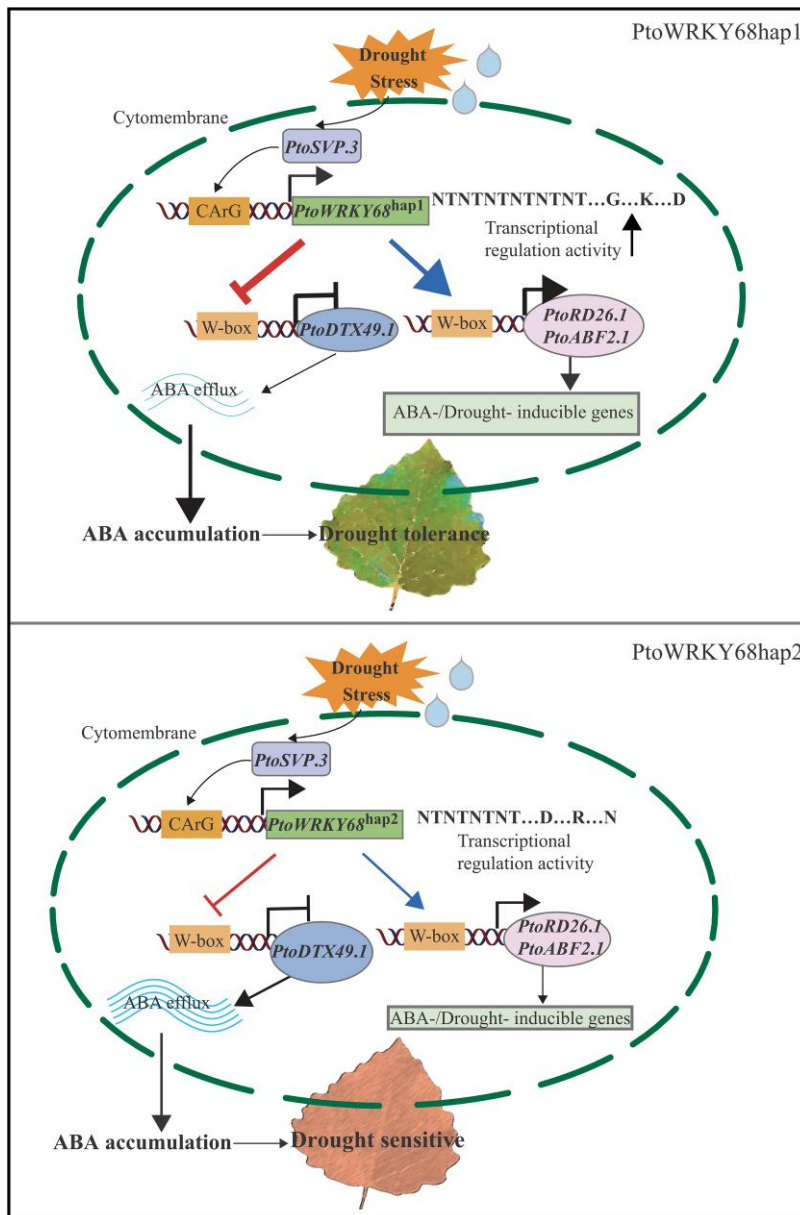 PtoWRKY68hap1
Drought
Stress
Cytomembrane
PtoSVP.3
CArG
PtoWRKY68hap1
NTNTNTNTNTNT...G...K...D
Transcriptional
regulation activity
W-box
PtoDTX49.1
W-box
PtoRD26.1
PtoABF2.1
ABA efflux
ABA-/Drought- inducible genes
ABA accumulation
Drought tolerance
PtoWRKY68hap2
Drought
Stress
Cytomembrane
PtoSVP.3
CArG
PtoWRKY68hap2
NTNTNTNT...D...R...N
Transcriptional
regulation activity
W-box
PtoDTX49.1
W-box
PtoRD26.1
PtoABF2.1
ABA efflux
ABA-/Drought- inducible genes
ABA accumulation
Drought sensitive